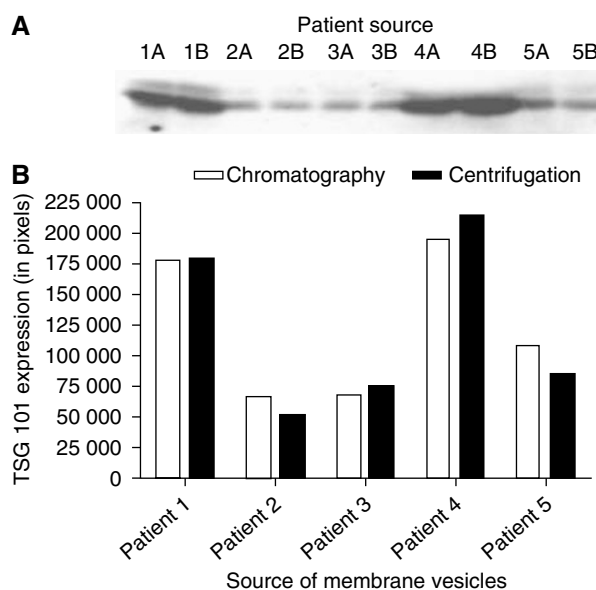 A
Patient source
1A 1B 2A 2B 3A 3B 4A 4B 5A 5B
B
Chromatography Centrifugation
TSG 101 expression (in pixels)
225 000
200 000
175 000
150 000
125 000
100 000
75 000
50 000
25 000
0
Patient 1 Patient 2 Patient 3 Patient 4 Patient 5
Source of membrane vesicles